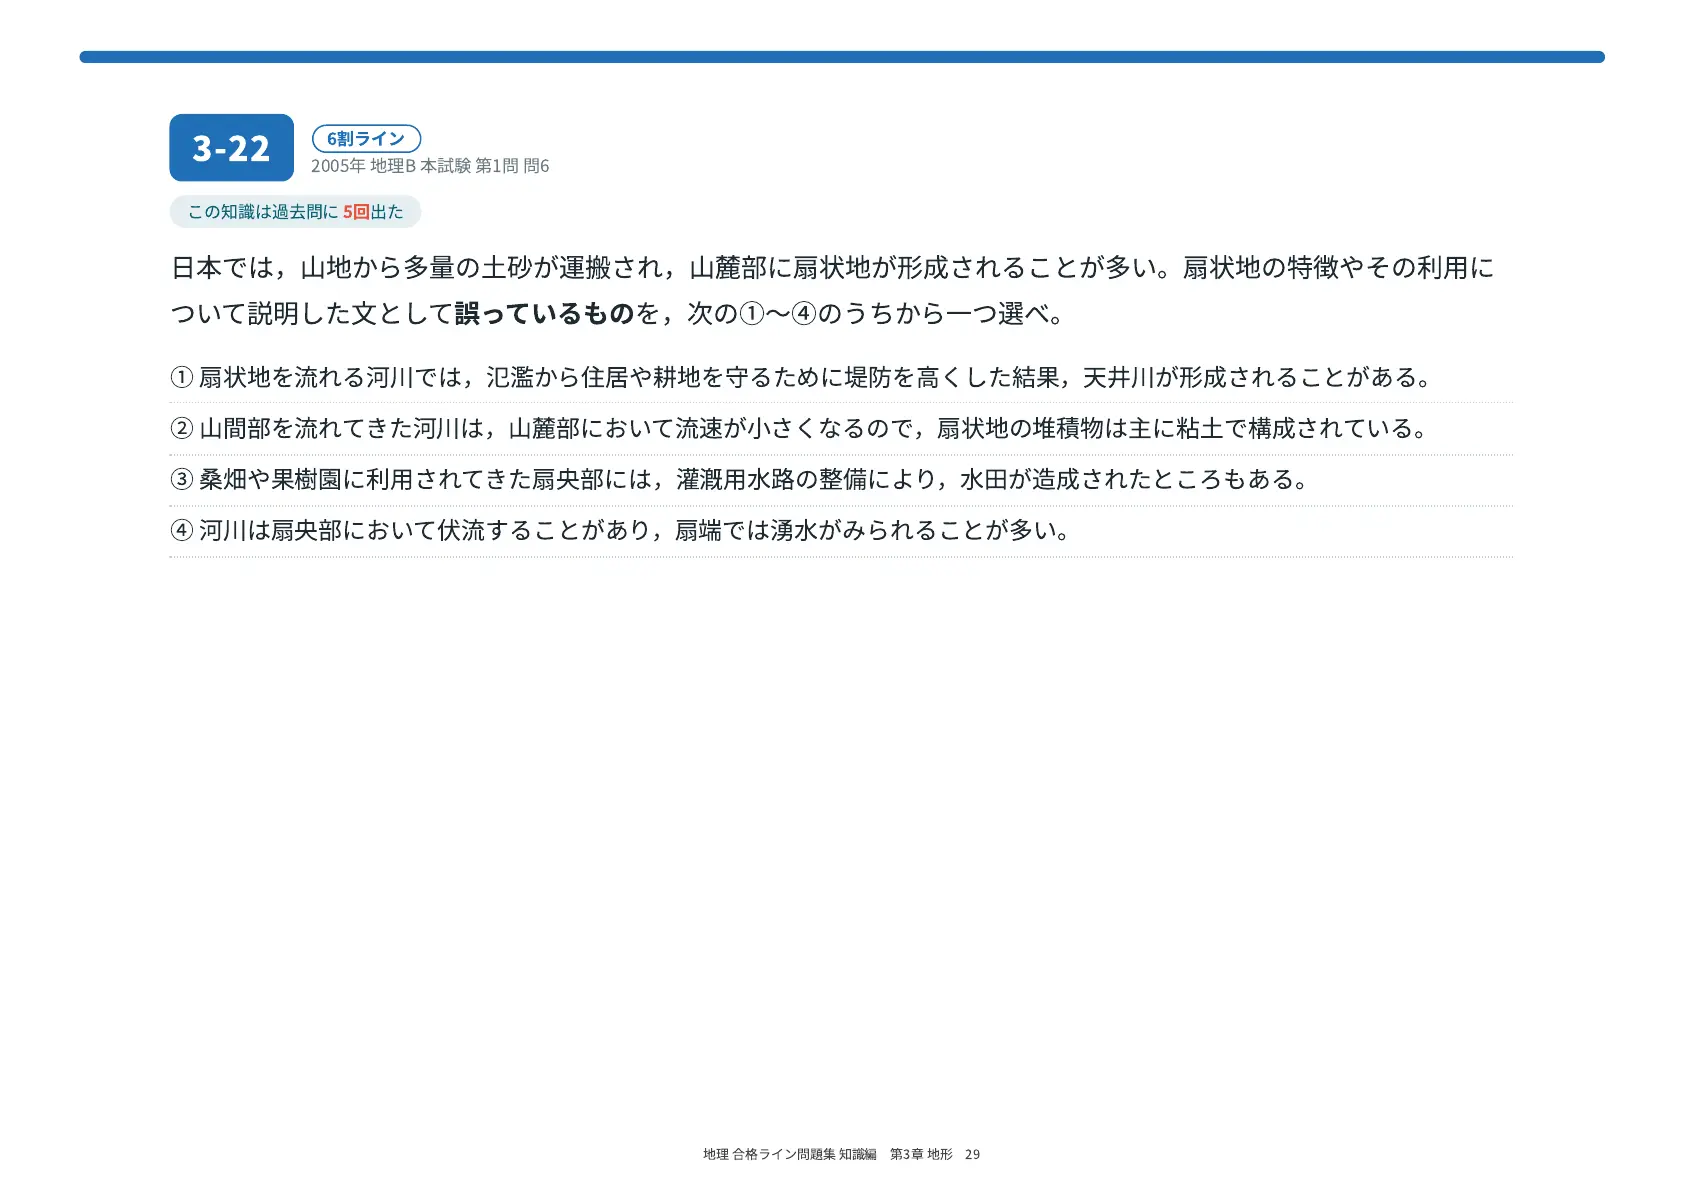 3-22
6割ライン
2005年 地理B 本試験 第1問 問6
この知識は過去問に 5回出た
日本では，山地から多量の土砂が運搬され，山麓部に扇状地が形成されることが多い。扇状地の特徴やその利用に
ついて説明した文として誤っているものを，次の①〜④のうちから一つ選べ。
① 扇状地を流れる河川では，氾濫から住居や耕地を守るために堤防を高くした結果，天井川が形成されることがある。
② 山間部を流れてきた河川は，山麓部において流速が小さくなるので，扇状地の堆積物は主に粘土で構成されている。
③ 桑畑や果樹園に利用されてきた扇央部には，灌漑用水路の整備により，水田が造成されたところもある。
④ 河川は扇央部において伏流することがあり，扇端では湧水がみられることが多い。
地理 合格ライン問題集 知識編　第3章 地形　29